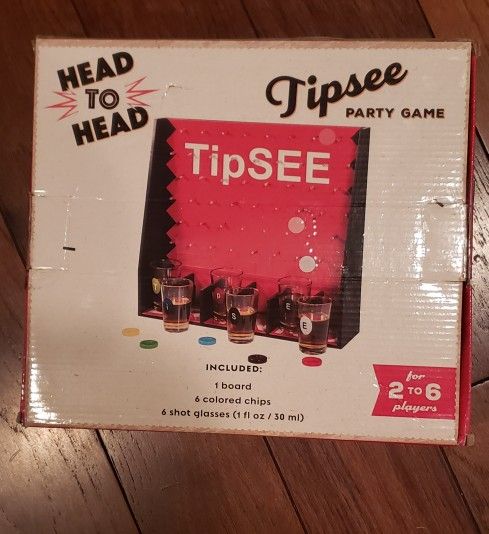 HEAD
TO
HEAD
Tipsee
PARTY GAME
TipSEE
P
S
E
E
INCLUDED:
1 board
6 colored chips
6 shot glasses (1 fl oz / 30 ml)
for
2 TO 6
players